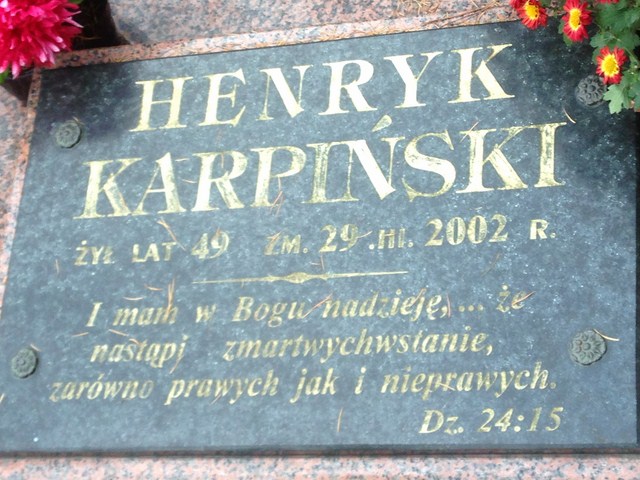 HENRYK
KARPIŃSKI
ŻYŁ LAT 49 ZM. 29.III. 2002 R.
I mam w Bogu nadzieję, ... że
nastąpi zmartwychwstanie,
zarówno prawych jak i nieprawych.
Dz. 24:15